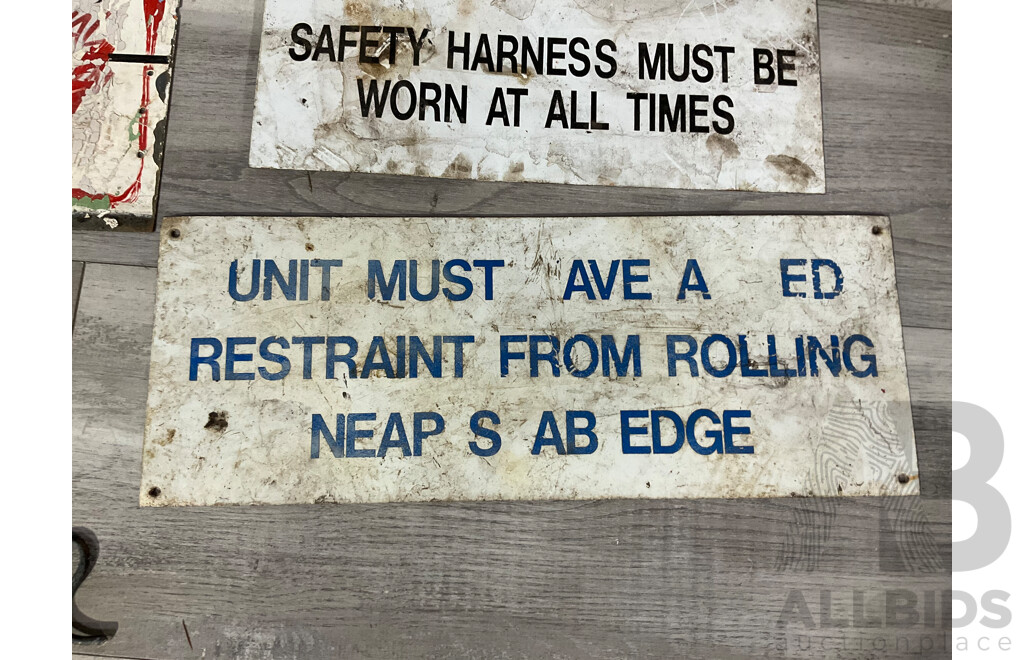 SAFETY HARNESS MUST BE
WORN AT ALL TIMES
UNIT MUST AVE A ED
RESTRAINT FROM ROLLING
NEAP S AB EDGE
AB
ALLBIDS
auctionplace